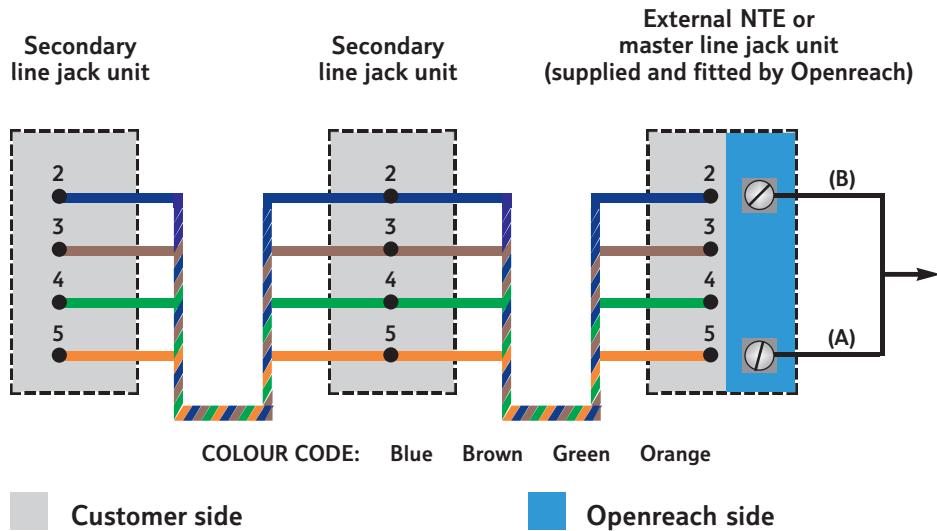 Secondary
line jack unit
Secondary
line jack unit
External NTE or
master line jack unit
(supplied and fitted by Openreach)
2
3
4
5
2
3
4
5
2
3
4
5
(B)
(A)
COLOUR CODE: Blue Brown Green Orange
Customer side
Openreach side